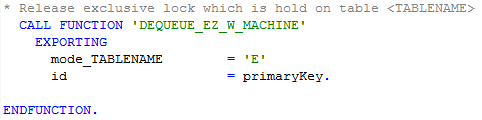 * Release exclusive lock which is hold on table <TABLENAME>
  CALL FUNCTION 'DEQUEUE_EZ_W_MACHINE'
    EXPORTING
      mode_TABLENAME        = 'E'
      id                    = primaryKey.
ENDFUNCTION.